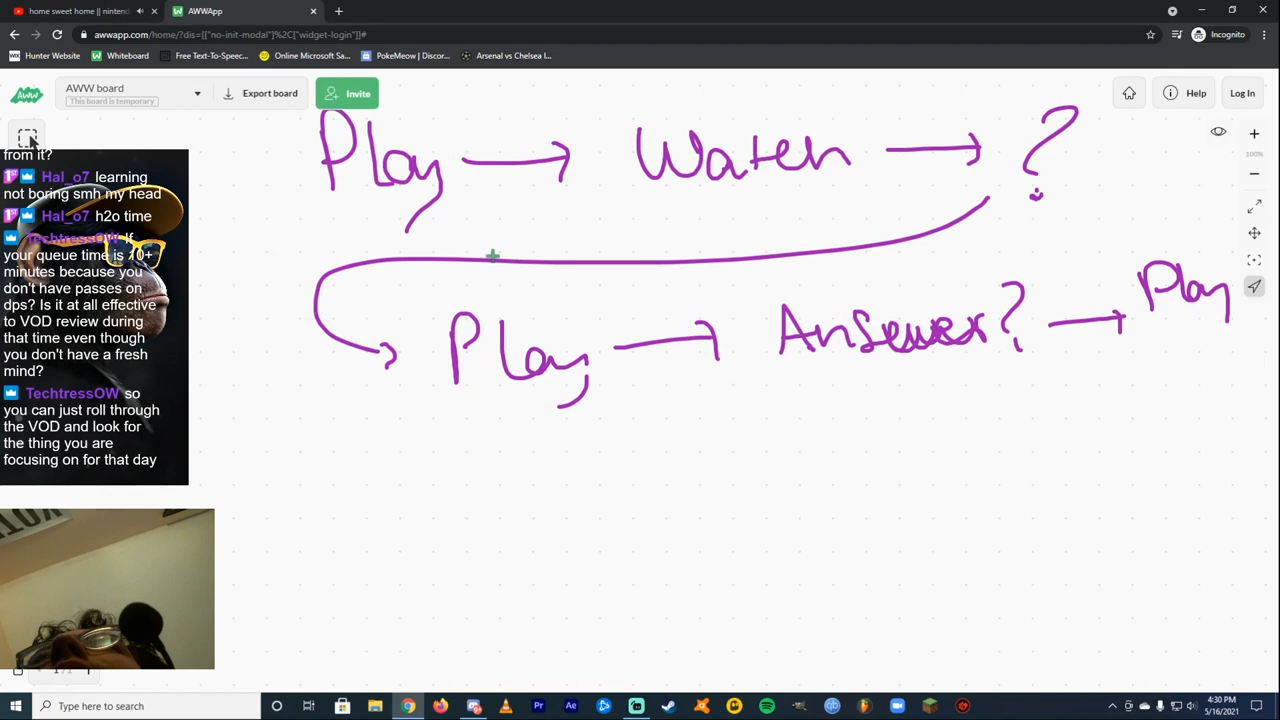 home sweet home || nintend
AWWApp
awwapp.com/home/?dis=[["no-init-modal"]%2C["widget-login"]]#
Incognito
Hunter Website
Whiteboard
Free Text-To-Speec...
Online Microsoft Sa...
PokeMeow | Discor...
Arsenal vs Chelsea l...
AWW board
This board is temporary
Export board
Invite
Help
Log In
100%
Play → Watch → ?
Play → Answer? → Play
from it?
Hal_o7 learning
not boring smh my head
Hal_o7 h2o time
TechtressOW If
your queue time is 20+
minutes because you
don't have passes on
dps? Is it at all effective
to VOD review during
that time even though
you don't have a fresh
mind?
TechtressOW so
you can just roll through
the VOD and look for
the thing you are
focusing on for that day
Type here to search
4:30 PM
5/16/2021